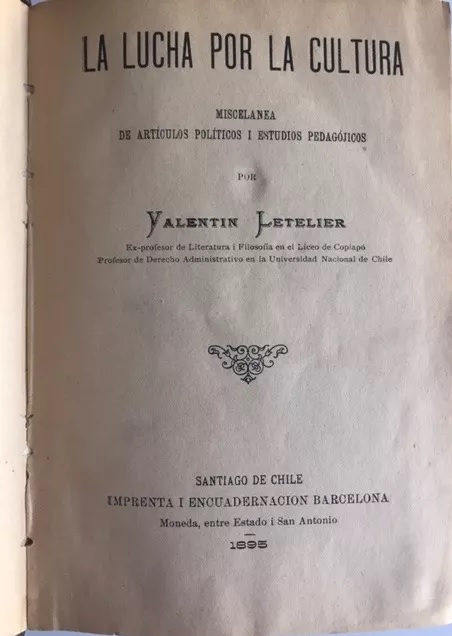 LA LUCHA POR LA CULTURA
MISCELANEA
DE ARTÍCULOS POLÍTICOS I ESTUDIOS PEDAGÓJICOS
POR
VALENTIN LETELIER
Ex-profesor de Literatura i Filosofía en el Liceo de Copiapó
Profesor de Derecho Administrativo en la Universidad Nacional de Chile
SANTIAGO DE CHILE
IMPRENTA I ENCUADERNACION BARCELONA
Moneda, entre Estado i San Antonio
1895